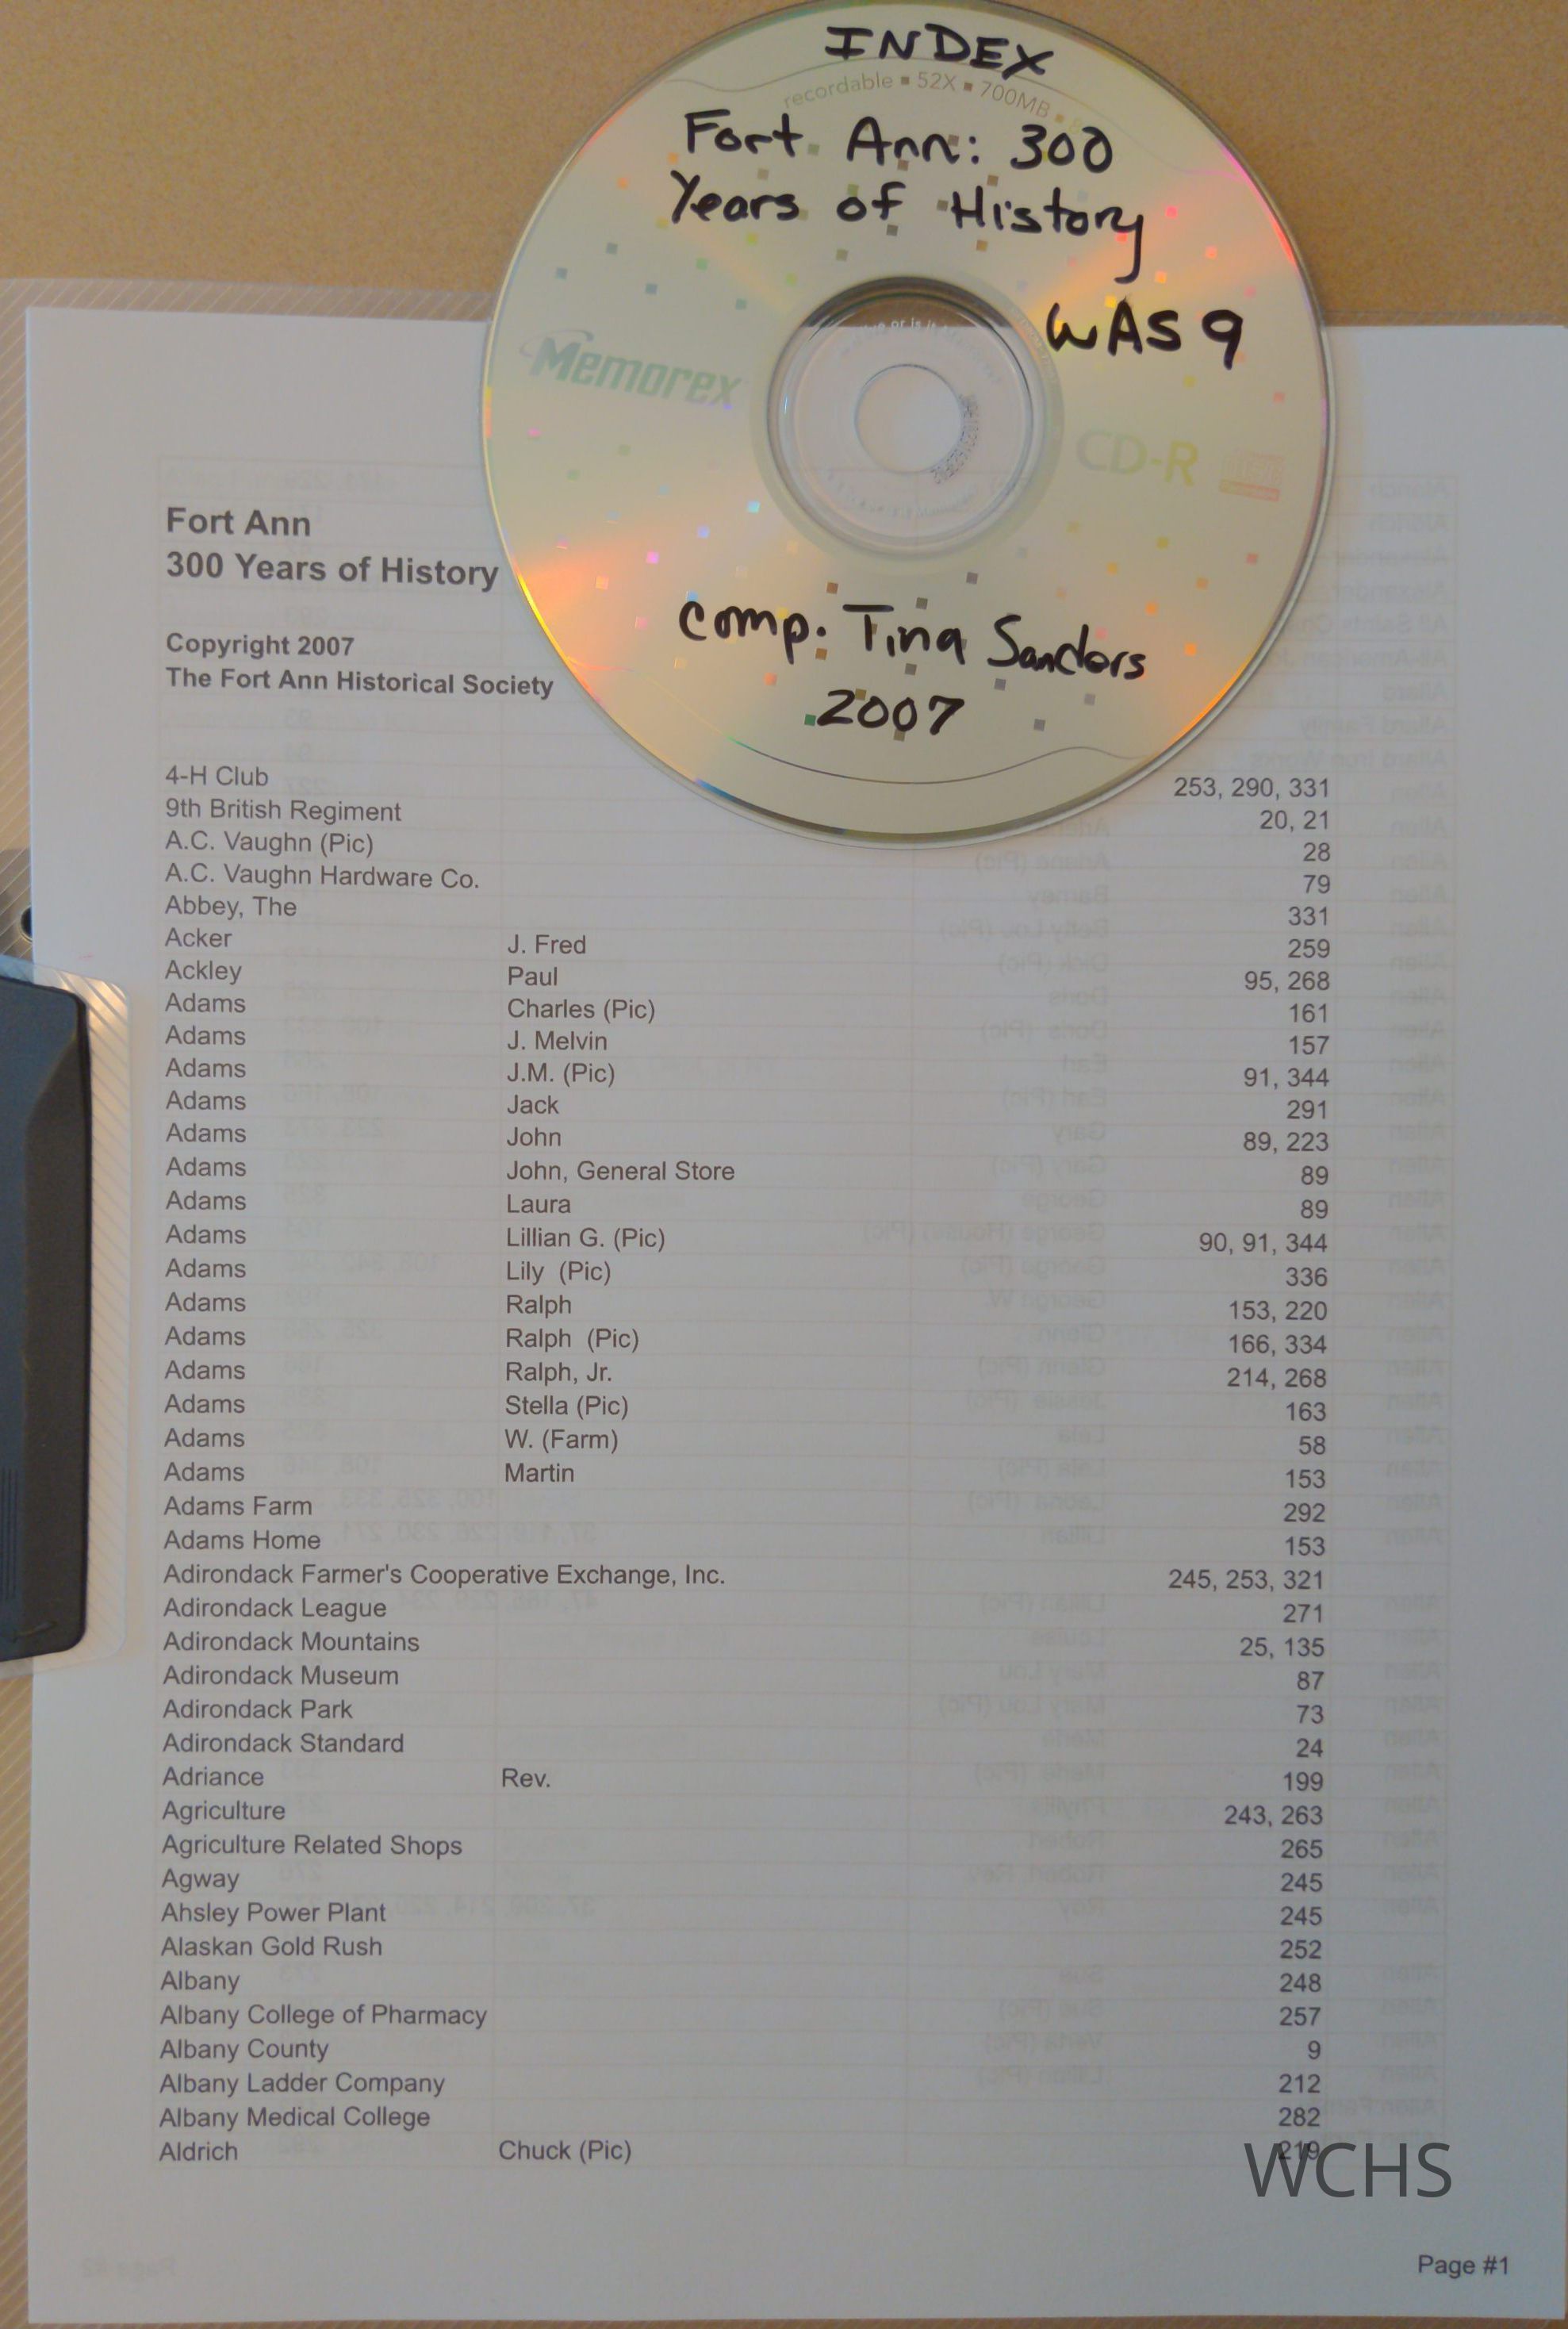 INDEX
recordable ▪ 52X ▪ 700MB
Fort Ann: 300
Years of History
WAS 9
Memorex
CD-R
comp. Tina Sanders
2007
Fort Ann
300 Years of History
Copyright 2007
The Fort Ann Historical Society
4-H Club 253, 290, 331
9th British Regiment 20, 21
A.C. Vaughn (Pic) 28
A.C. Vaughn Hardware Co. 79
Abbey, The 331
Acker J. Fred 259
Ackley Paul 95, 268
Adams Charles (Pic) 161
Adams J. Melvin 157
Adams J.M. (Pic) 91, 344
Adams Jack 291
Adams John 89, 223
Adams John, General Store 89
Adams Laura 89
Adams Lillian G. (Pic) 90, 91, 344
Adams Lily (Pic) 336
Adams Ralph 153, 220
Adams Ralph (Pic) 166, 334
Adams Ralph, Jr. 214, 268
Adams Stella (Pic) 163
Adams W. (Farm) 58
Adams Martin 153
Adams Farm 292
Adams Home 153
Adirondack Farmer's Cooperative Exchange, Inc. 245, 253, 321
Adirondack League 271
Adirondack Mountains 25, 135
Adirondack Museum 87
Adirondack Park 73
Adirondack Standard 24
Adriance Rev. 199
Agriculture 243, 263
Agriculture Related Shops 265
Agway 245
Ahsley Power Plant 245
Alaskan Gold Rush 252
Albany 248
Albany College of Pharmacy 257
Albany County 9
Albany Ladder Company 212
Albany Medical College 282
Aldrich Chuck (Pic) 219
WCHS
Page #1